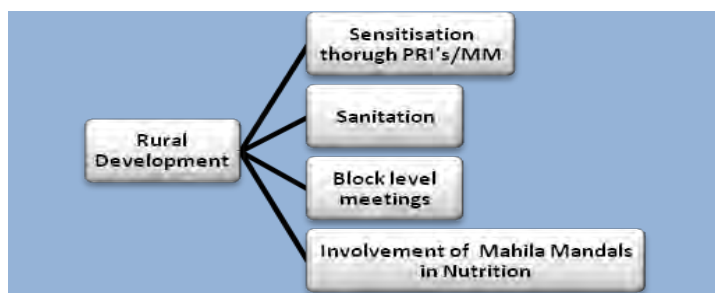 Sensitisation
thorugh PRI's/MM
Sanitation
Rural
Development
Block level
meetings
Involvement of Mahila Mandals
in Nutrition